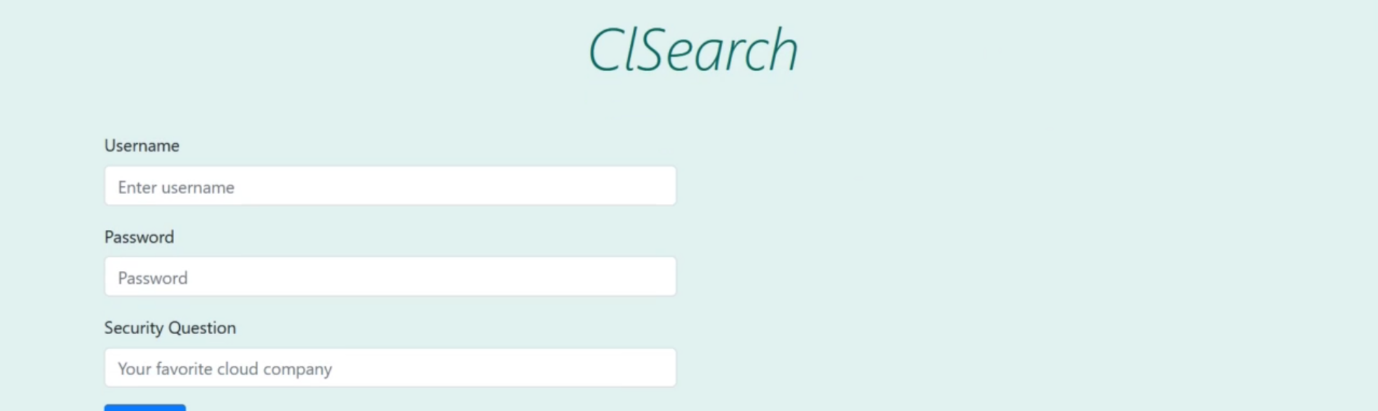 ClSearch
Username
Enter username
Password
Password
Security Question
Your favorite cloud company